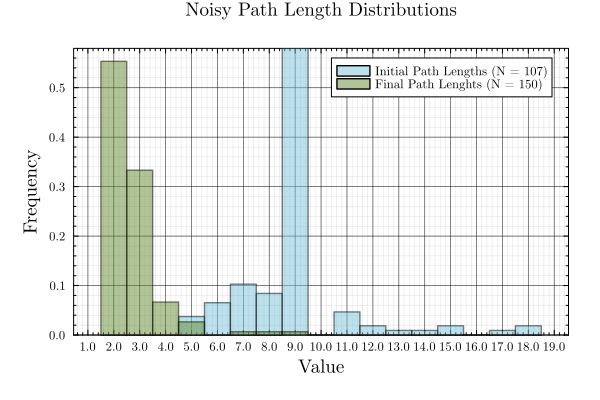 Noisy Path Length Distributions
Initial Path Lengths (N = 107)
Final Path Lenghts (N = 150)
0.5
0.4
0.3
0.2
0.1
0.0
Frequency
1.0 2.0 3.0 4.0 5.0 6.0 7.0 8.0 9.0 10.0 11.0 12.0 13.0 14.0 15.0 16.0 17.0 18.0 19.0
Value